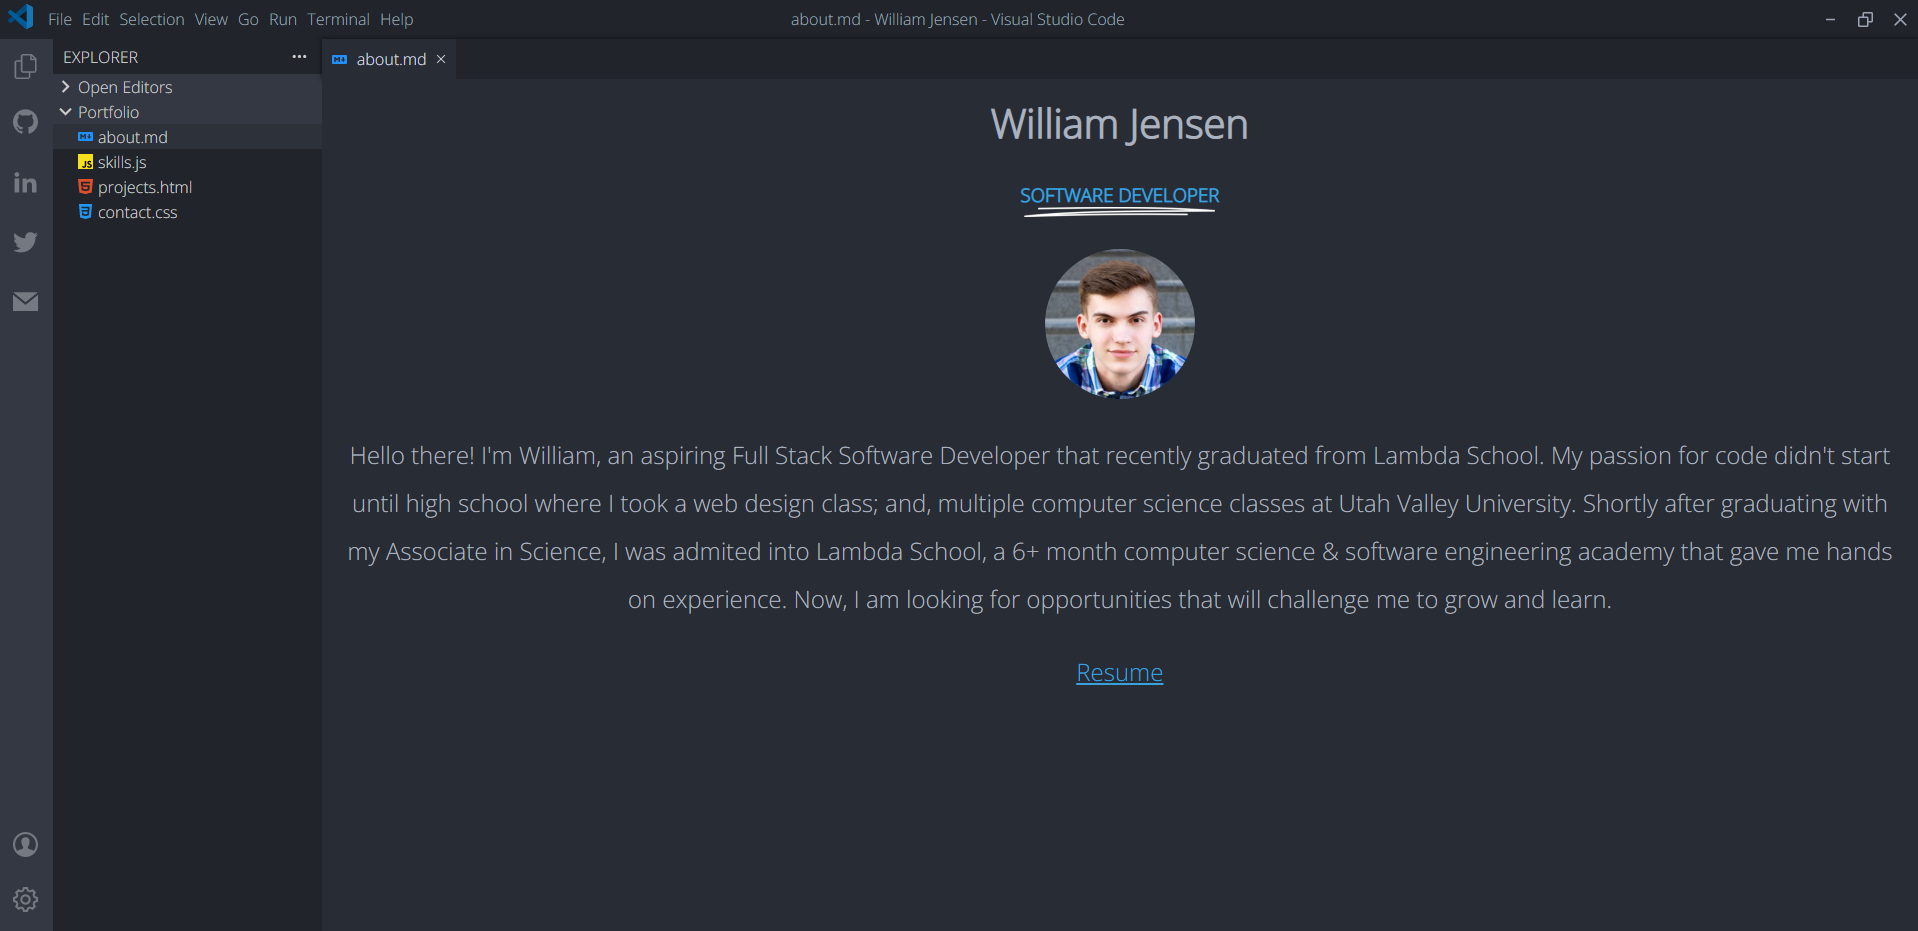 File Edit Selection View Go Run Terminal Help
about.md - William Jensen - Visual Studio Code
EXPLORER
Open Editors
Portfolio
about.md
JS skills.js
projects.html
contact.css
about.md
William Jensen
SOFTWARE DEVELOPER
Hello there! I'm William, an aspiring Full Stack Software Developer that recently graduated from Lambda School. My passion for code didn't start
until high school where I took a web design class; and, multiple computer science classes at Utah Valley University. Shortly after graduating with
my Associate in Science, I was admited into Lambda School, a 6+ month computer science & software engineering academy that gave me hands
on experience. Now, I am looking for opportunities that will challenge me to grow and learn.
Resume